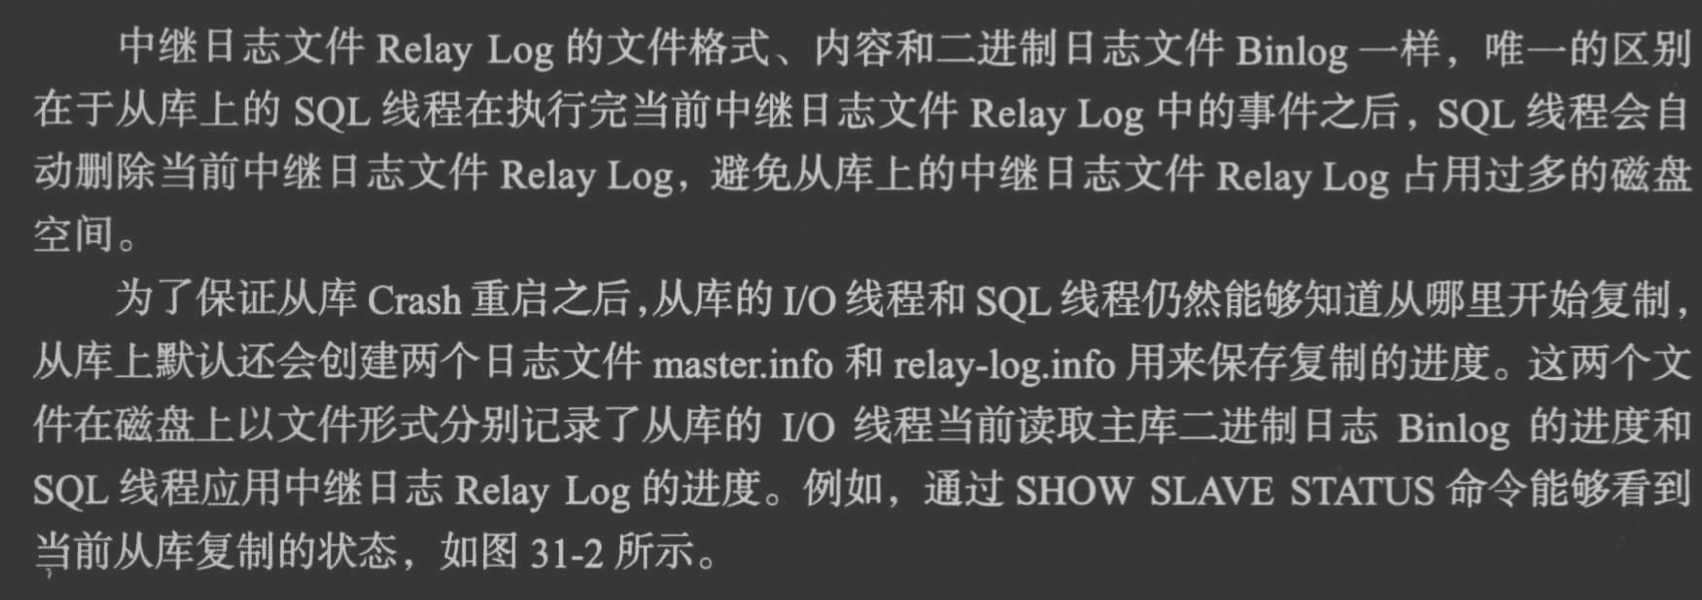 中继日志文件 Relay Log 的文件格式、内容和二进制日志文件 Binlog 一样，唯一的区别
在于从库上的 SQL 线程在执行完当前中继日志文件 Relay Log 中的事件之后，SQL 线程会自
动删除当前中继日志文件 Relay Log，避免从库上的中继日志文件 Relay Log 占用过多的磁盘
空间。
为了保证从库 Crash 重启之后，从库的 I/O 线程和 SQL 线程仍然能够知道从哪里开始复制，
从库上默认还会创建两个日志文件 master.info 和 relay-log.info 用来保存复制的进度。这两个文
件在磁盘上以文件形式分别记录了从库的 I/O 线程当前读取主库二进制日志 Binlog 的进度和
SQL 线程应用中继日志 Relay Log 的进度。例如，通过 SHOW SLAVE STATUS 命令能够看到
当前从库复制的状态，如图 31-2 所示。